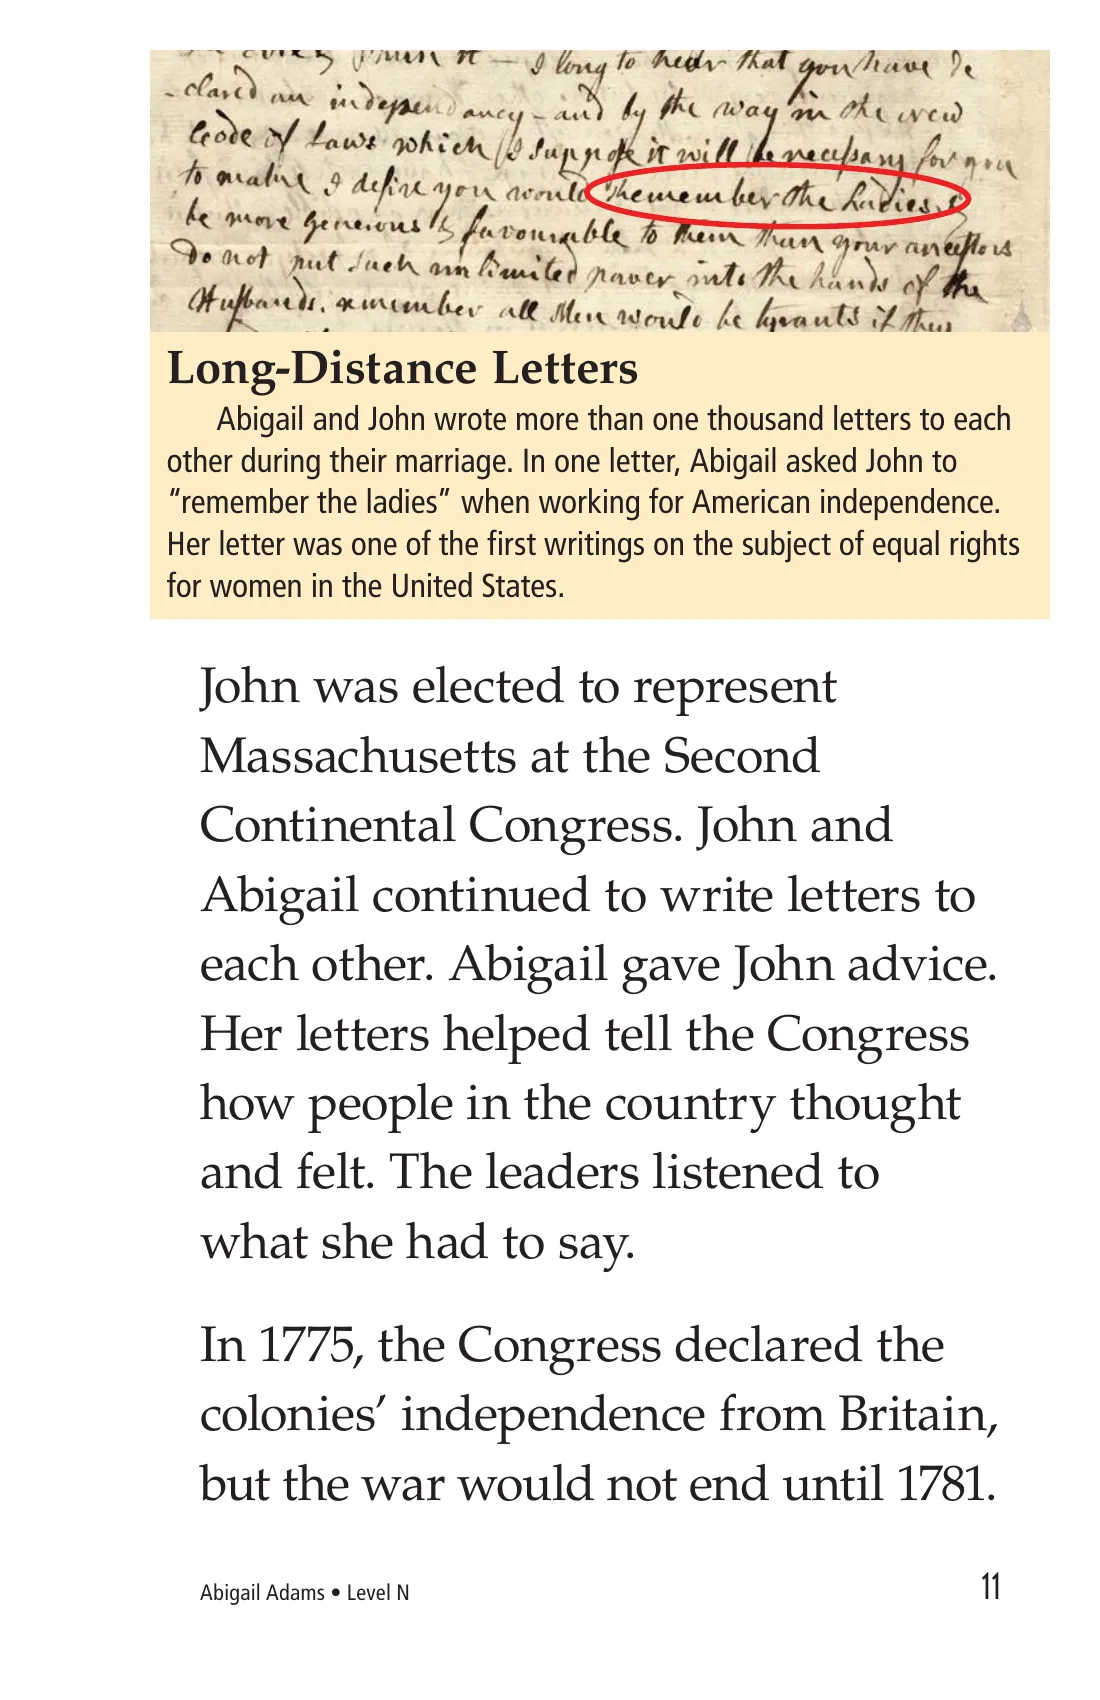 I long to hear that you have de
-clared an independancy - and by the way in the new
Code of Laws which I suppose it will be necessary for you
to make I desire you would Remember the Ladies, &
be more generous & favourable to them than your ancestors
Do not put such unlimited power into the hands of the
Husbands. remember all Men would be tyrants if they
Long-Distance Letters
Abigail and John wrote more than one thousand letters to each
other during their marriage. In one letter, Abigail asked John to
“remember the ladies” when working for American independence.
Her letter was one of the first writings on the subject of equal rights
for women in the United States.
John was elected to represent
Massachusetts at the Second
Continental Congress. John and
Abigail continued to write letters to
each other. Abigail gave John advice.
Her letters helped tell the Congress
how people in the country thought
and felt. The leaders listened to
what she had to say.
In 1775, the Congress declared the
colonies’ independence from Britain,
but the war would not end until 1781.
Abigail Adams • Level N
11